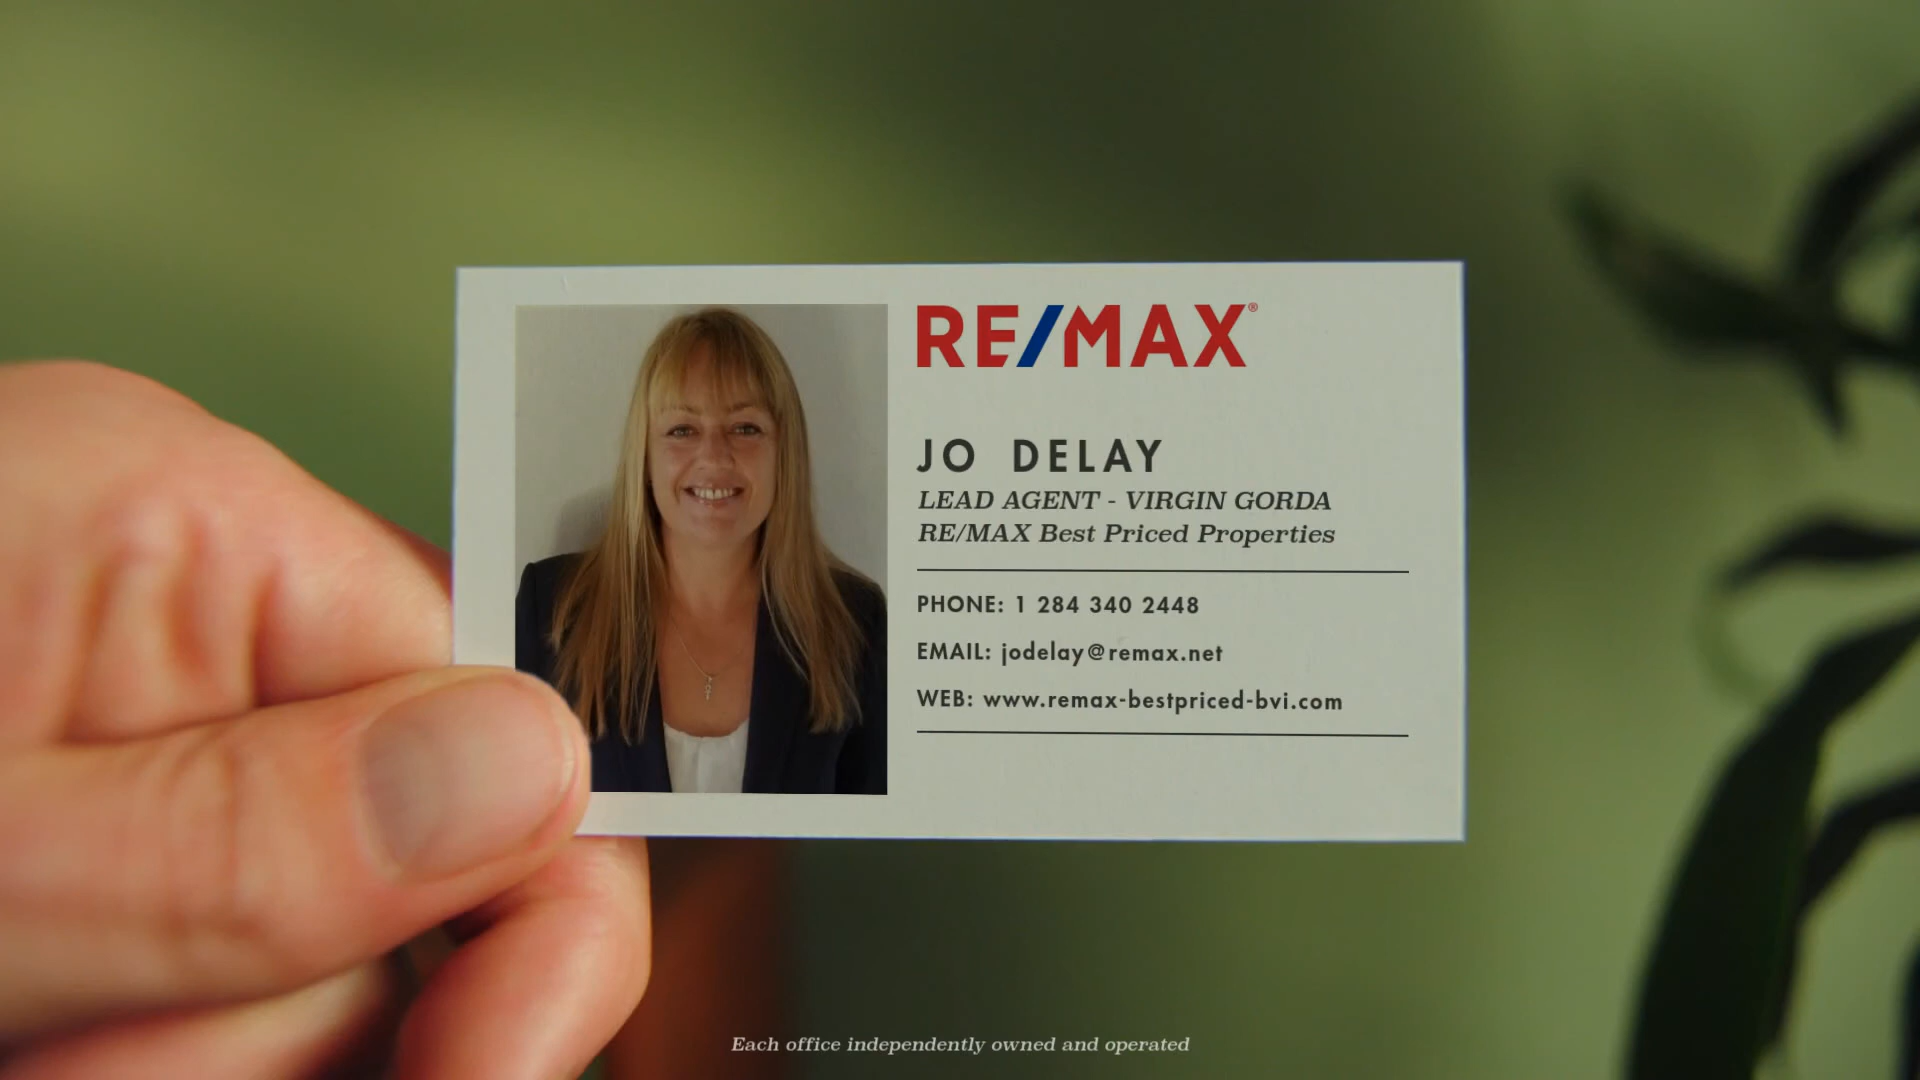 RE/MAX®
JO DELAY
LEAD AGENT - VIRGIN GORDA
RE/MAX Best Priced Properties
PHONE: 1 284 340 2448
EMAIL: jodelay@remax.net
WEB: www.remax-bestpriced-bvi.com
Each office independently owned and operated